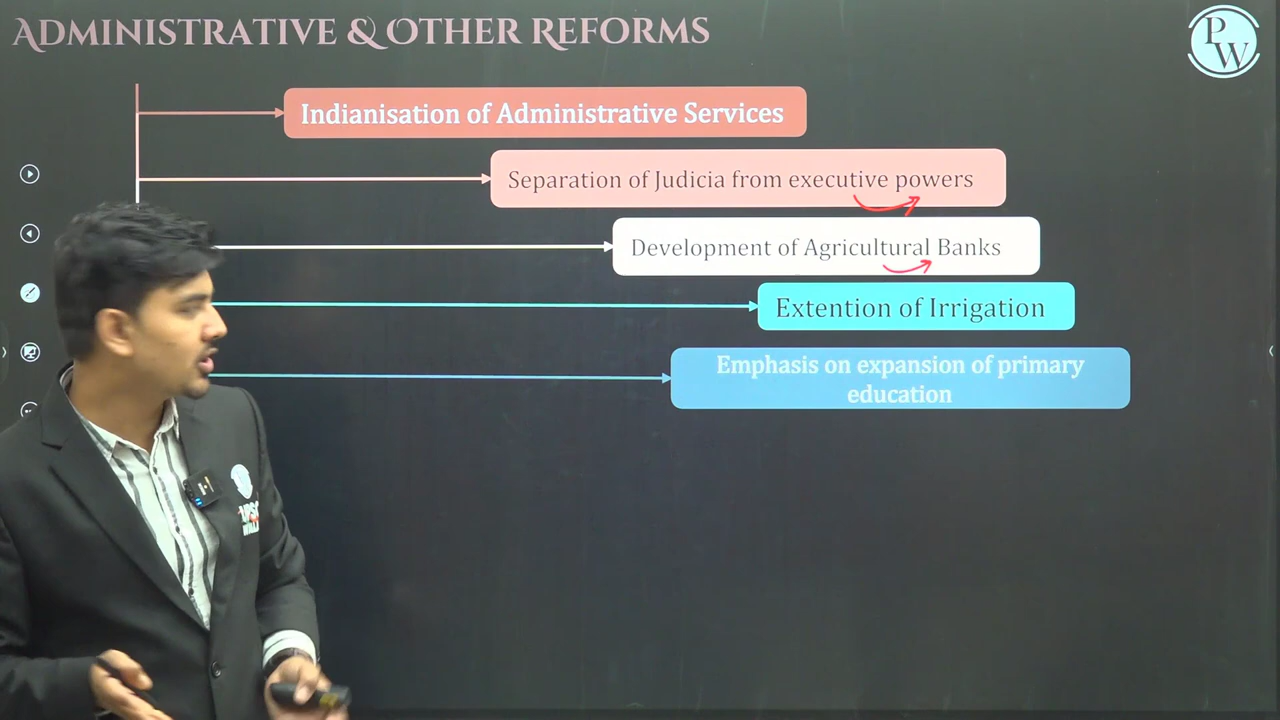 ADMINISTRATIVE & OTHER REFORMS
PW
Indianisation of Administrative Services
Separation of Judicia from executive powers
Development of Agricultural Banks
Extention of Irrigation
Emphasis on expansion of primary
education
UPSC